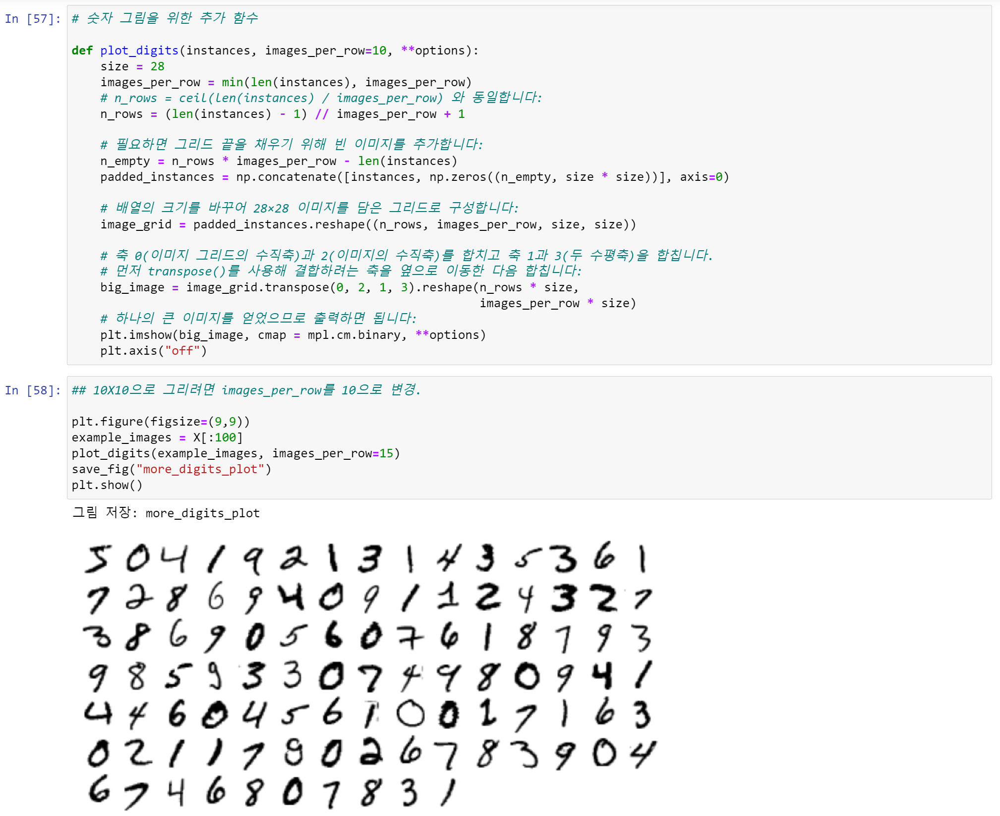 In [57]:
# 숫자 그림을 위한 추가 함수
def plot_digits(instances, images_per_row=10, **options):
    size = 28
    images_per_row = min(len(instances), images_per_row)
    # n_rows = ceil(len(instances) / images_per_row) 와 동일합니다:
    n_rows = (len(instances) - 1) // images_per_row + 1
    # 필요하면 그리드 끝을 채우기 위해 빈 이미지를 추가합니다:
    n_empty = n_rows * images_per_row - len(instances)
    padded_instances = np.concatenate([instances, np.zeros((n_empty, size * size))], axis=0)
    # 배열의 크기를 바꾸어 28×28 이미지를 담은 그리드로 구성합니다:
    image_grid = padded_instances.reshape((n_rows, images_per_row, size, size))
    # 축 0(이미지 그리드의 수직축)과 2(이미지의 수직축)를 합치고 축 1과 3(두 수평축)을 합칩니다.
    # 먼저 transpose()를 사용해 결합하려는 축을 옆으로 이동한 다음 합칩니다:
    big_image = image_grid.transpose(0, 2, 1, 3).reshape(n_rows * size,
                                                         images_per_row * size)
    # 하나의 큰 이미지를 얻었으므로 출력하면 됩니다:
    plt.imshow(big_image, cmap = mpl.cm.binary, **options)
    plt.axis("off")
In [58]:
## 10X10으로 그리려면 images_per_row를 10으로 변경.
plt.figure(figsize=(9,9))
example_images = X[:100]
plot_digits(example_images, images_per_row=15)
save_fig("more_digits_plot")
plt.show()
그림 저장: more_digits_plot
5 0 4 1 9 2 1 3 1 4 3 5 3 6 1
7 2 8 6 9 4 0 9 1 1 2 4 3 2 7
3 8 6 9 0 5 6 0 7 6 1 8 7 9 3
9 8 5 9 3 3 0 7 4 9 8 0 9 4 1
4 4 6 0 4 5 6 1 0 0 1 7 1 6 3
0 2 1 1 7 8 0 2 6 7 8 3 9 0 4
6 7 4 6 8 0 7 8 3 1